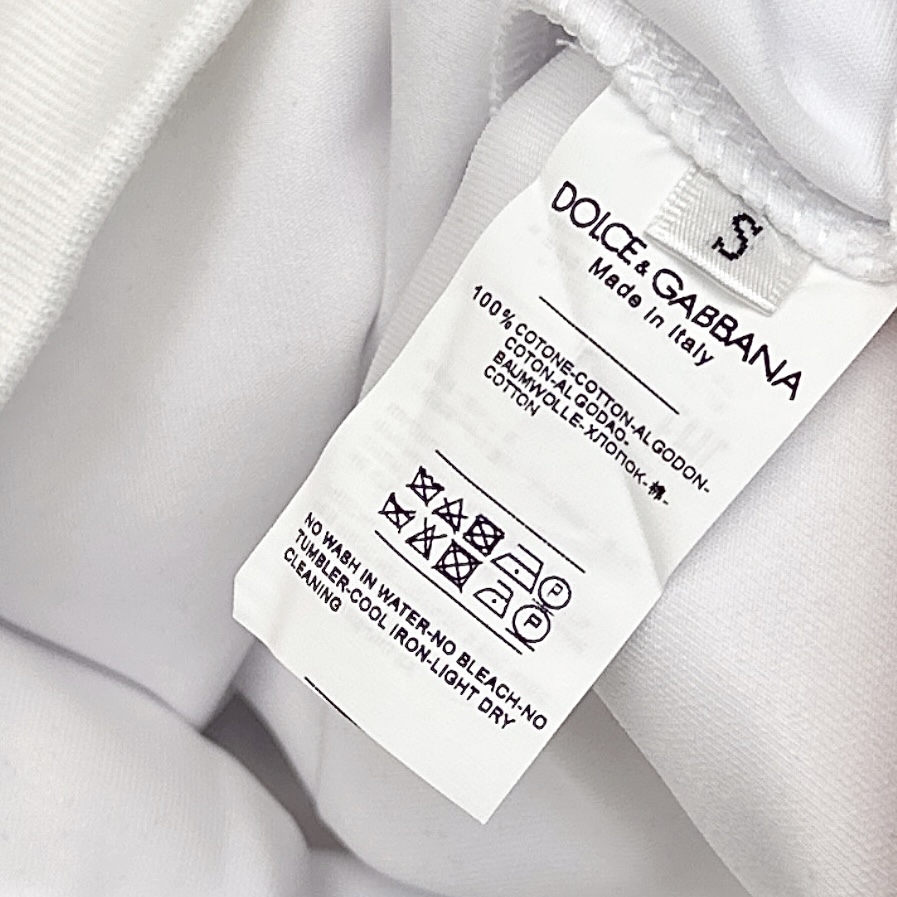 S
DOLCE & GABBANA
Made in Italy
100% COTONE-COTTON-ALGODON-
COTON-ALGODAO-
BAUMWOLLE-ХЛОПОК-棉-
COTTON
P
P
NO WASH IN WATER-NO BLEACH-NO
TUMBLER-COOL IRON-LIGHT DRY
CLEANING